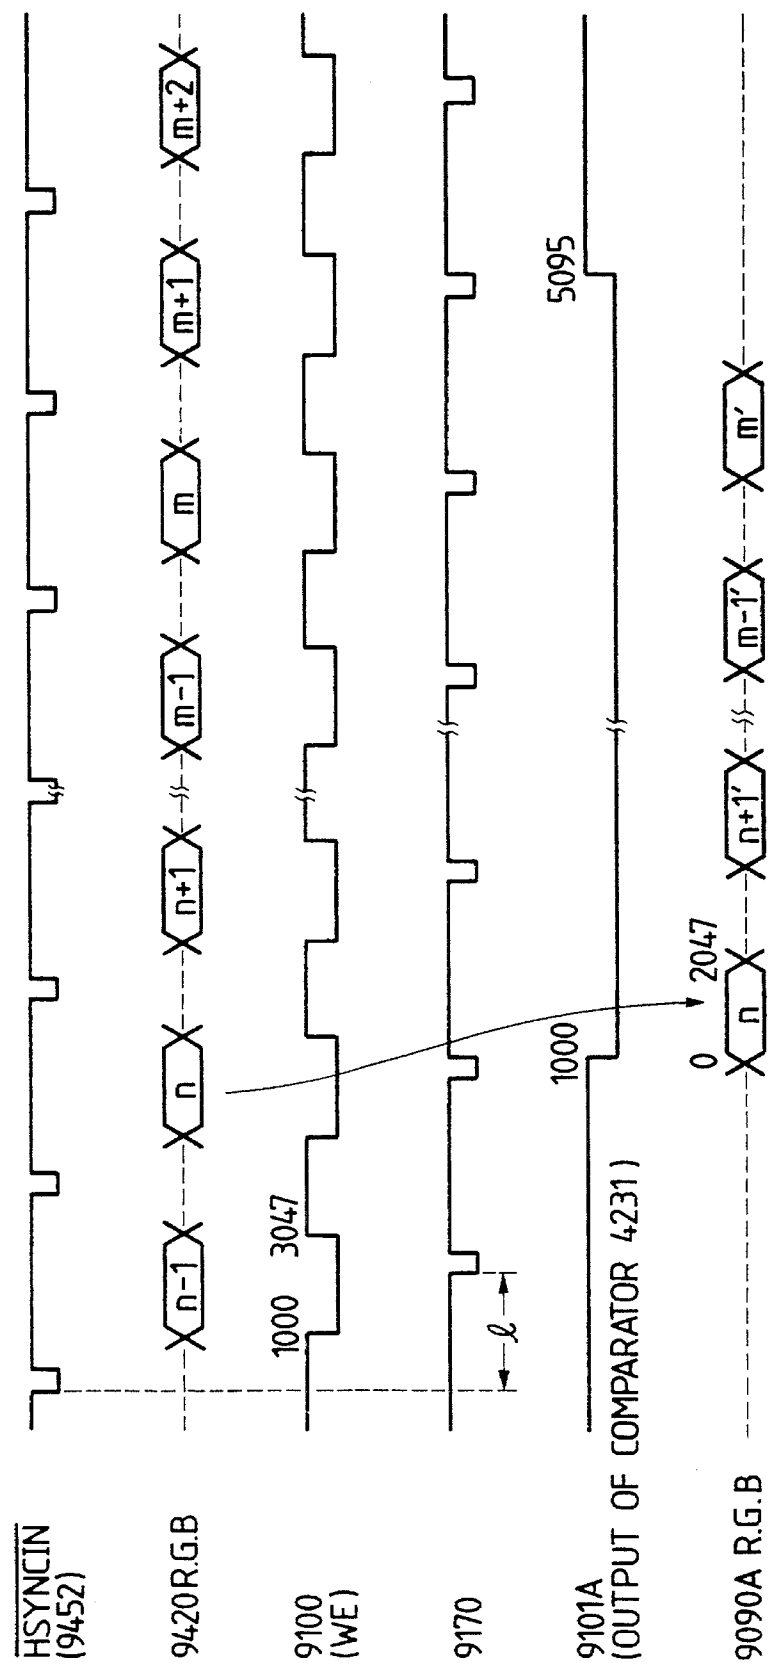 HSYNCIN
(9452)
9420 R.G.B
n-1
n
n+1
m-1
m
m+1
m+2
9100
(WE)
1000 3047
9170
ℓ
9101A
(OUTPUT OF COMPARATOR 4231)
1000
5095
9090A R.G.B
0 2047
n
n+1'
m-1'
m'